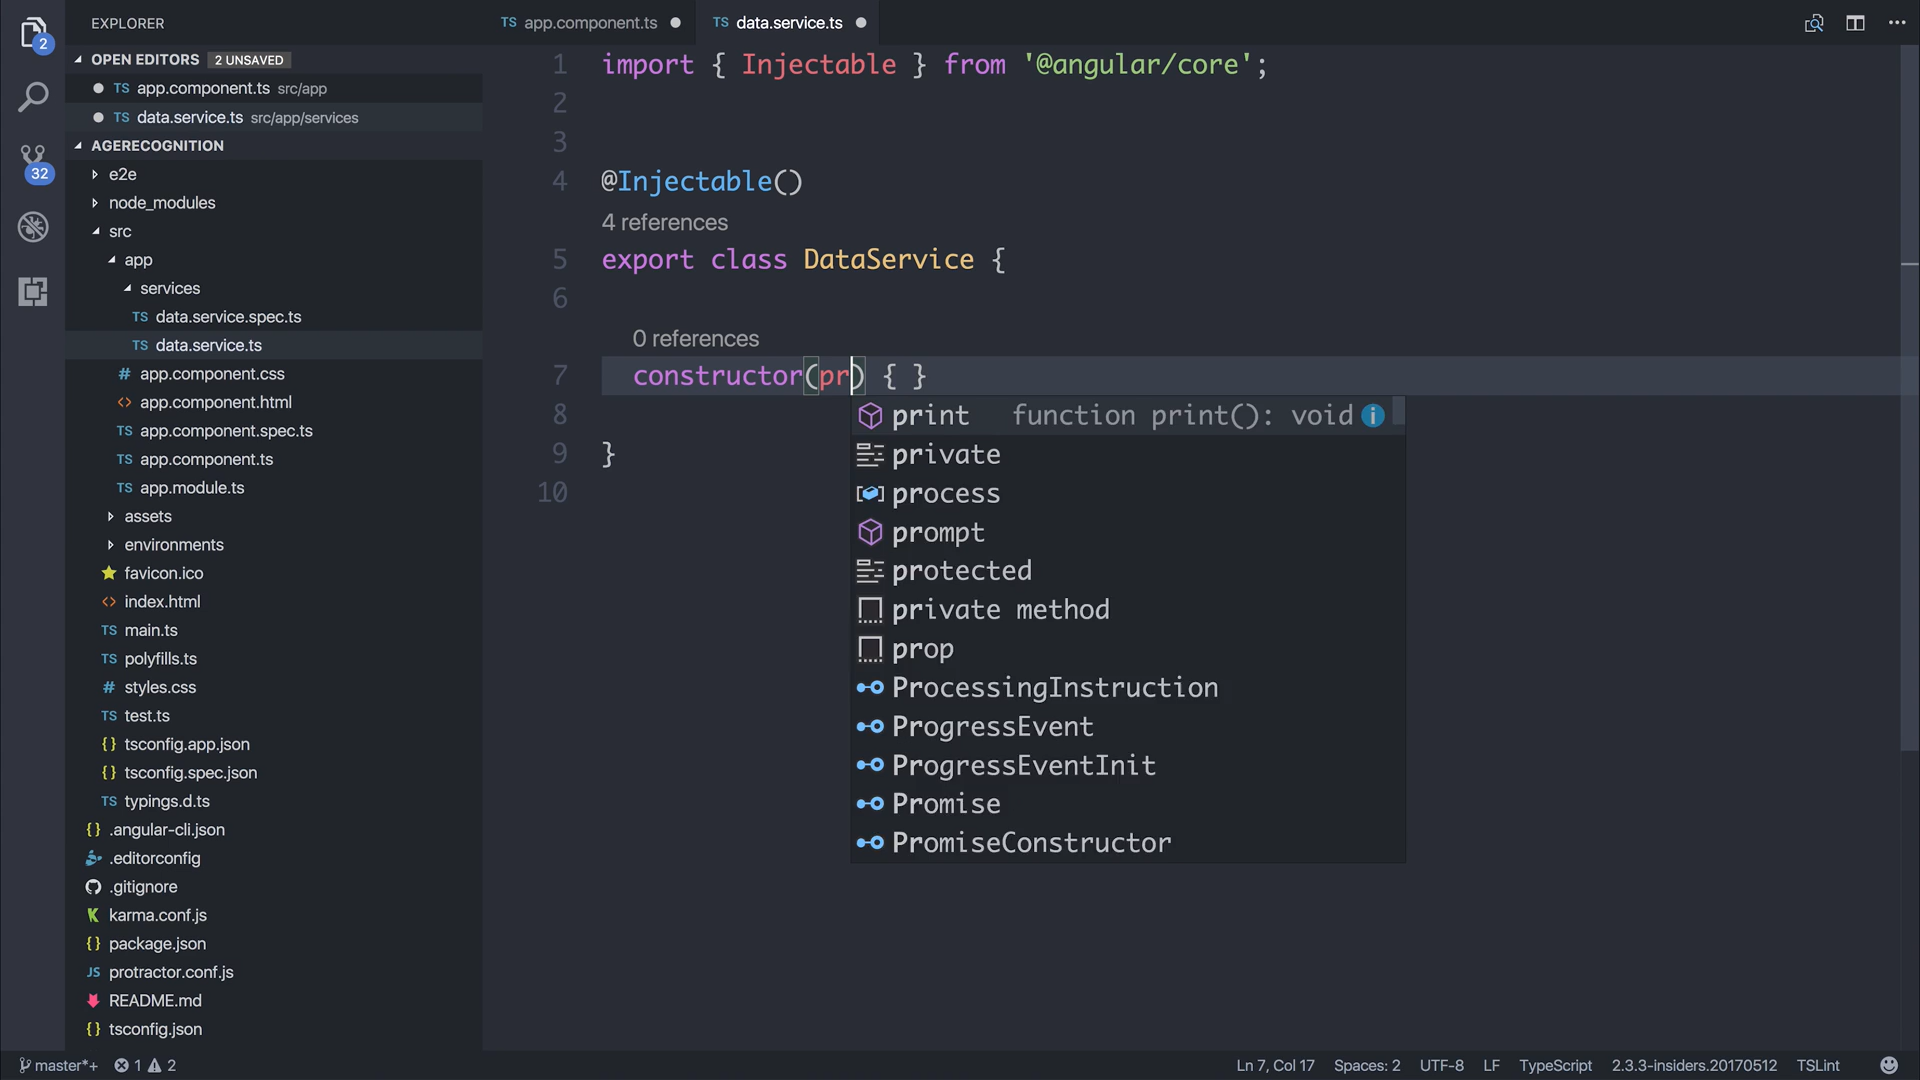 EXPLORER
TS app.component.ts
TS data.service.ts
2
OPEN EDITORS 2 UNSAVED
TS app.component.ts src/app
TS data.service.ts src/app/services
AGERECOGNITION
32
e2e
node_modules
src
app
services
TS data.service.spec.ts
TS data.service.ts
# app.component.css
<> app.component.html
TS app.component.spec.ts
TS app.component.ts
TS app.module.ts
assets
environments
favicon.ico
<> index.html
TS main.ts
TS polyfills.ts
# styles.css
TS test.ts
{} tsconfig.app.json
{} tsconfig.spec.json
TS typings.d.ts
{} .angular-cli.json
.editorconfig
.gitignore
K karma.conf.js
{} package.json
JS protractor.conf.js
README.md
{} tsconfig.json
1 import { Injectable } from '@angular/core';
2
3
4 @Injectable()
4 references
5 export class DataService {
6
0 references
7 constructor(pr) { }
8
9 }
10
print function print(): void i
private
process
prompt
protected
private method
prop
ProcessingInstruction
ProgressEvent
ProgressEventInit
Promise
PromiseConstructor
master*+ 1 2
Ln 7, Col 17 Spaces: 2 UTF-8 LF TypeScript 2.3.3-insiders.20170512 TSLint